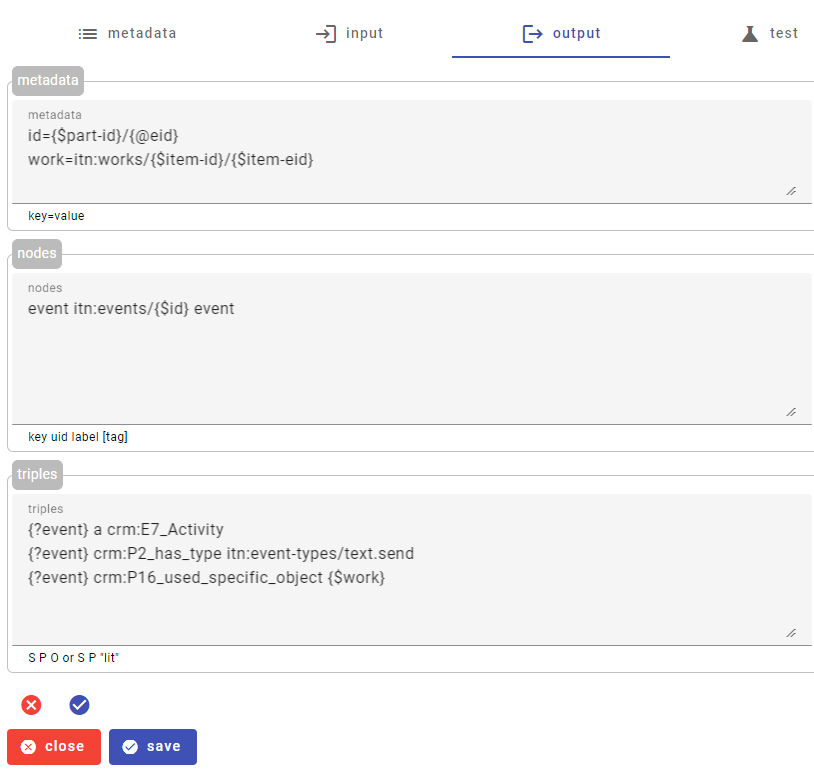 metadata input output test
metadata
metadata
id={$part-id}/{@eid}
work=itn:works/{$item-id}/{$item-eid}
key=value
nodes
nodes
event itn:events/{$id} event
key uid label [tag]
triples
triples
{?event} a crm:E7_Activity
{?event} crm:P2_has_type itn:event-types/text.send
{?event} crm:P16_used_specific_object {$work}
S P O or S P "lit"
close save